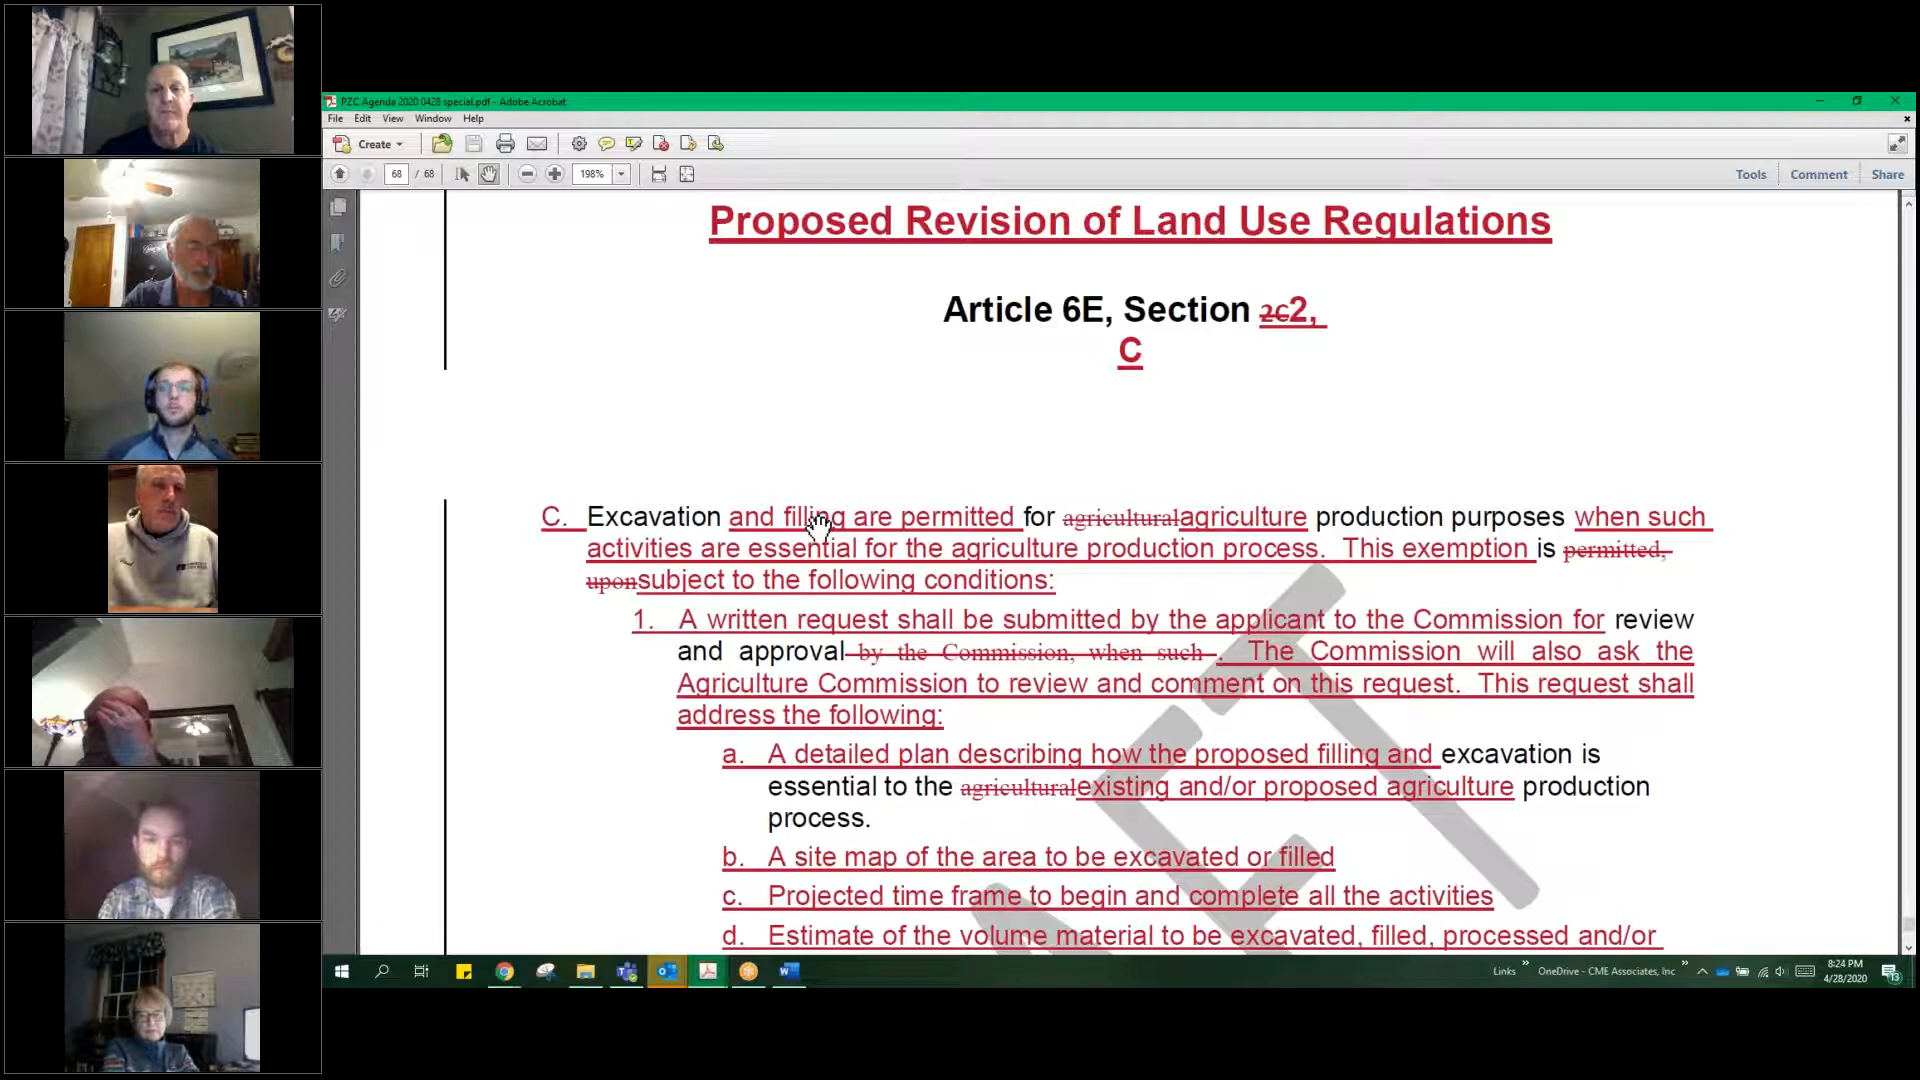 PZC Agenda 2020 0428 special.pdf - Adobe Acrobat
File Edit View Window Help
Create
68 / 68 198% Tools Comment Share
Proposed Revision of Land Use Regulations
Article 6E, Section 2C2,
C
C. Excavation and filling are permitted for agriculturalagriculture production purposes when such
activities are essential for the agriculture production process. This exemption is permitted,
uponsubject to the following conditions:
1. A written request shall be submitted by the applicant to the Commission for review
and approval by the Commission, when such . The Commission will also ask the
Agriculture Commission to review and comment on this request. This request shall
address the following:
a. A detailed plan describing how the proposed filling and excavation is
essential to the agriculturalexisting and/or proposed agriculture production
process.
b. A site map of the area to be excavated or filled
c. Projected time frame to begin and complete all the activities
d. Estimate of the volume material to be excavated, filled, processed and/or
Links » OneDrive - CME Associates, Inc » 8:24 PM
4/28/2020
13